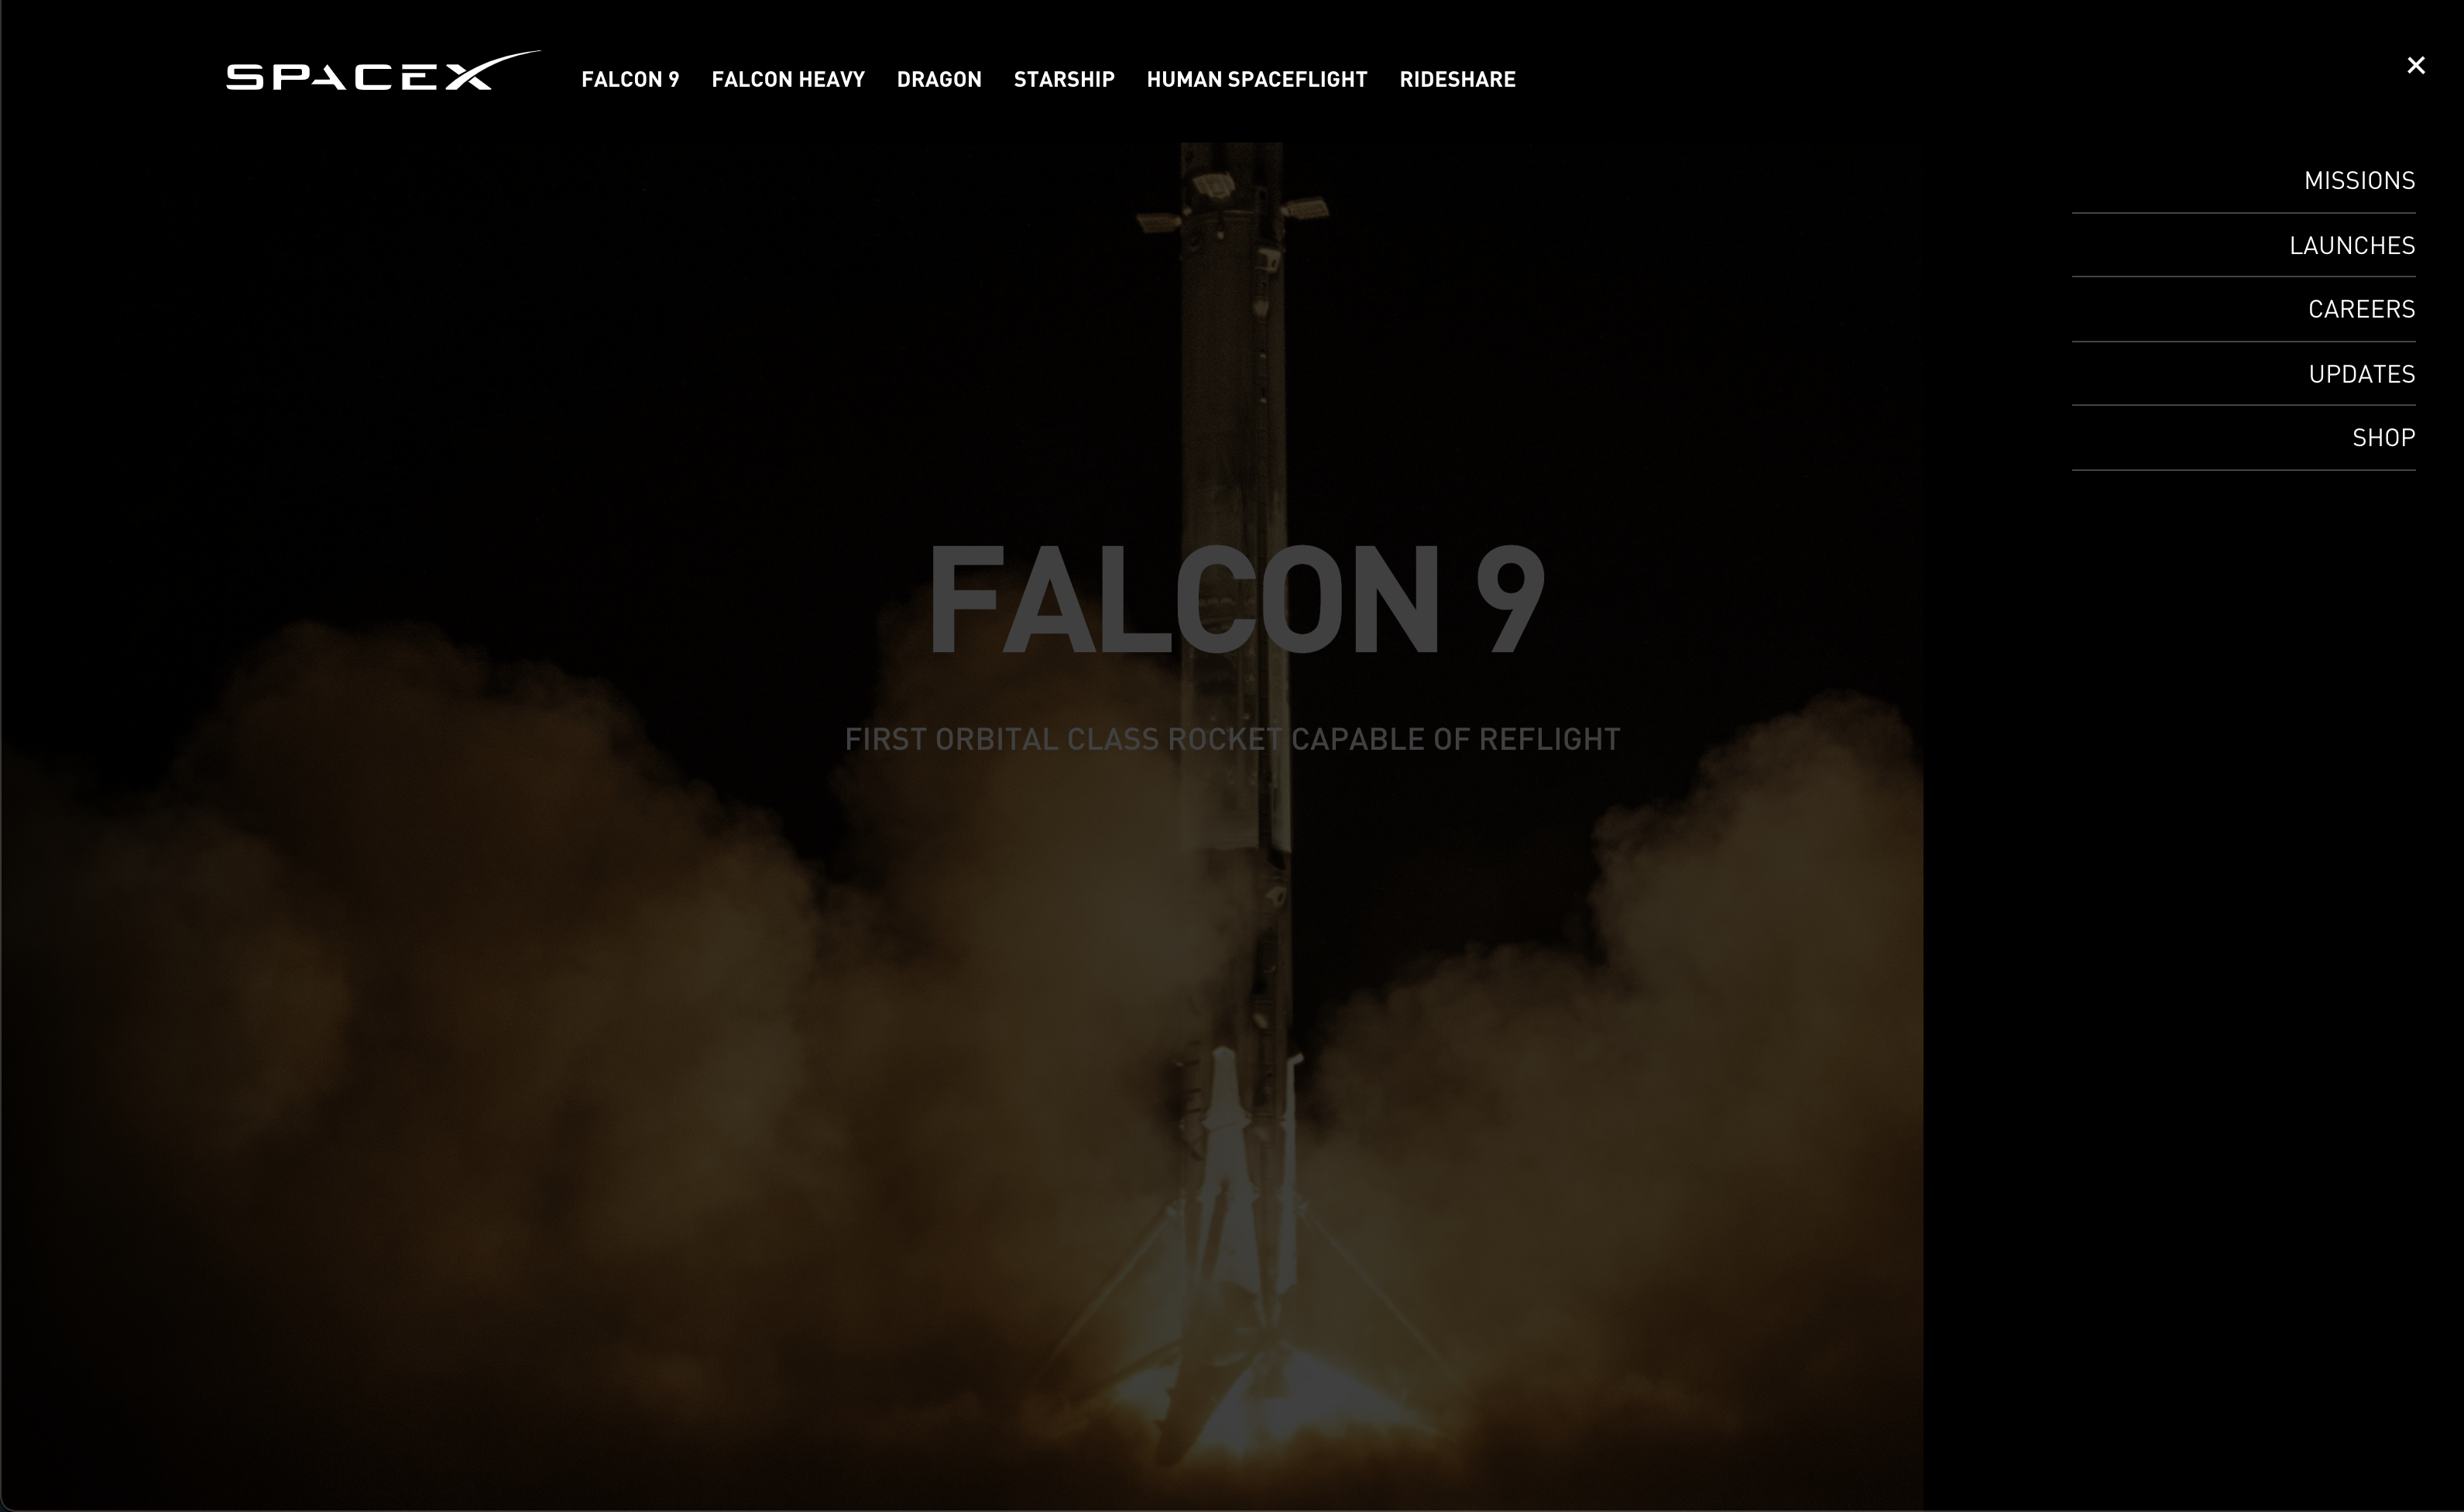 SPACEX FALCON 9 FALCON HEAVY DRAGON STARSHIP HUMAN SPACEFLIGHT RIDESHARE
MISSIONS
LAUNCHES
CAREERS
UPDATES
SHOP
FALCON 9
FIRST ORBITAL CLASS ROCKET CAPABLE OF REFLIGHT